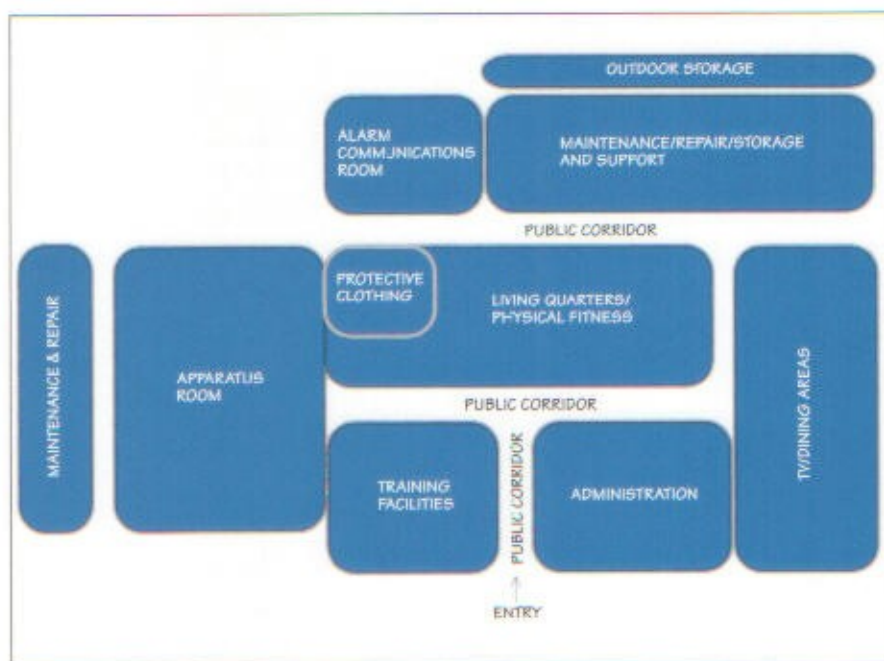 OUTDOOR STORAGE
ALARM
COMMUNICATIONS
ROOM
MAINTENANCE/REPAIR/STORAGE
AND SUPPORT
PUBLIC CORRIDOR
MAINTENANCE & REPAIR
APPARATUS
ROOM
PROTECTIVE
CLOTHING
LIVING QUARTERS/
PHYSICAL FITNESS
TV/DINING AREAS
PUBLIC CORRIDOR
TRAINING
FACILITIES
PUBLIC CORRIDOR
ADMINISTRATION
ENTRY